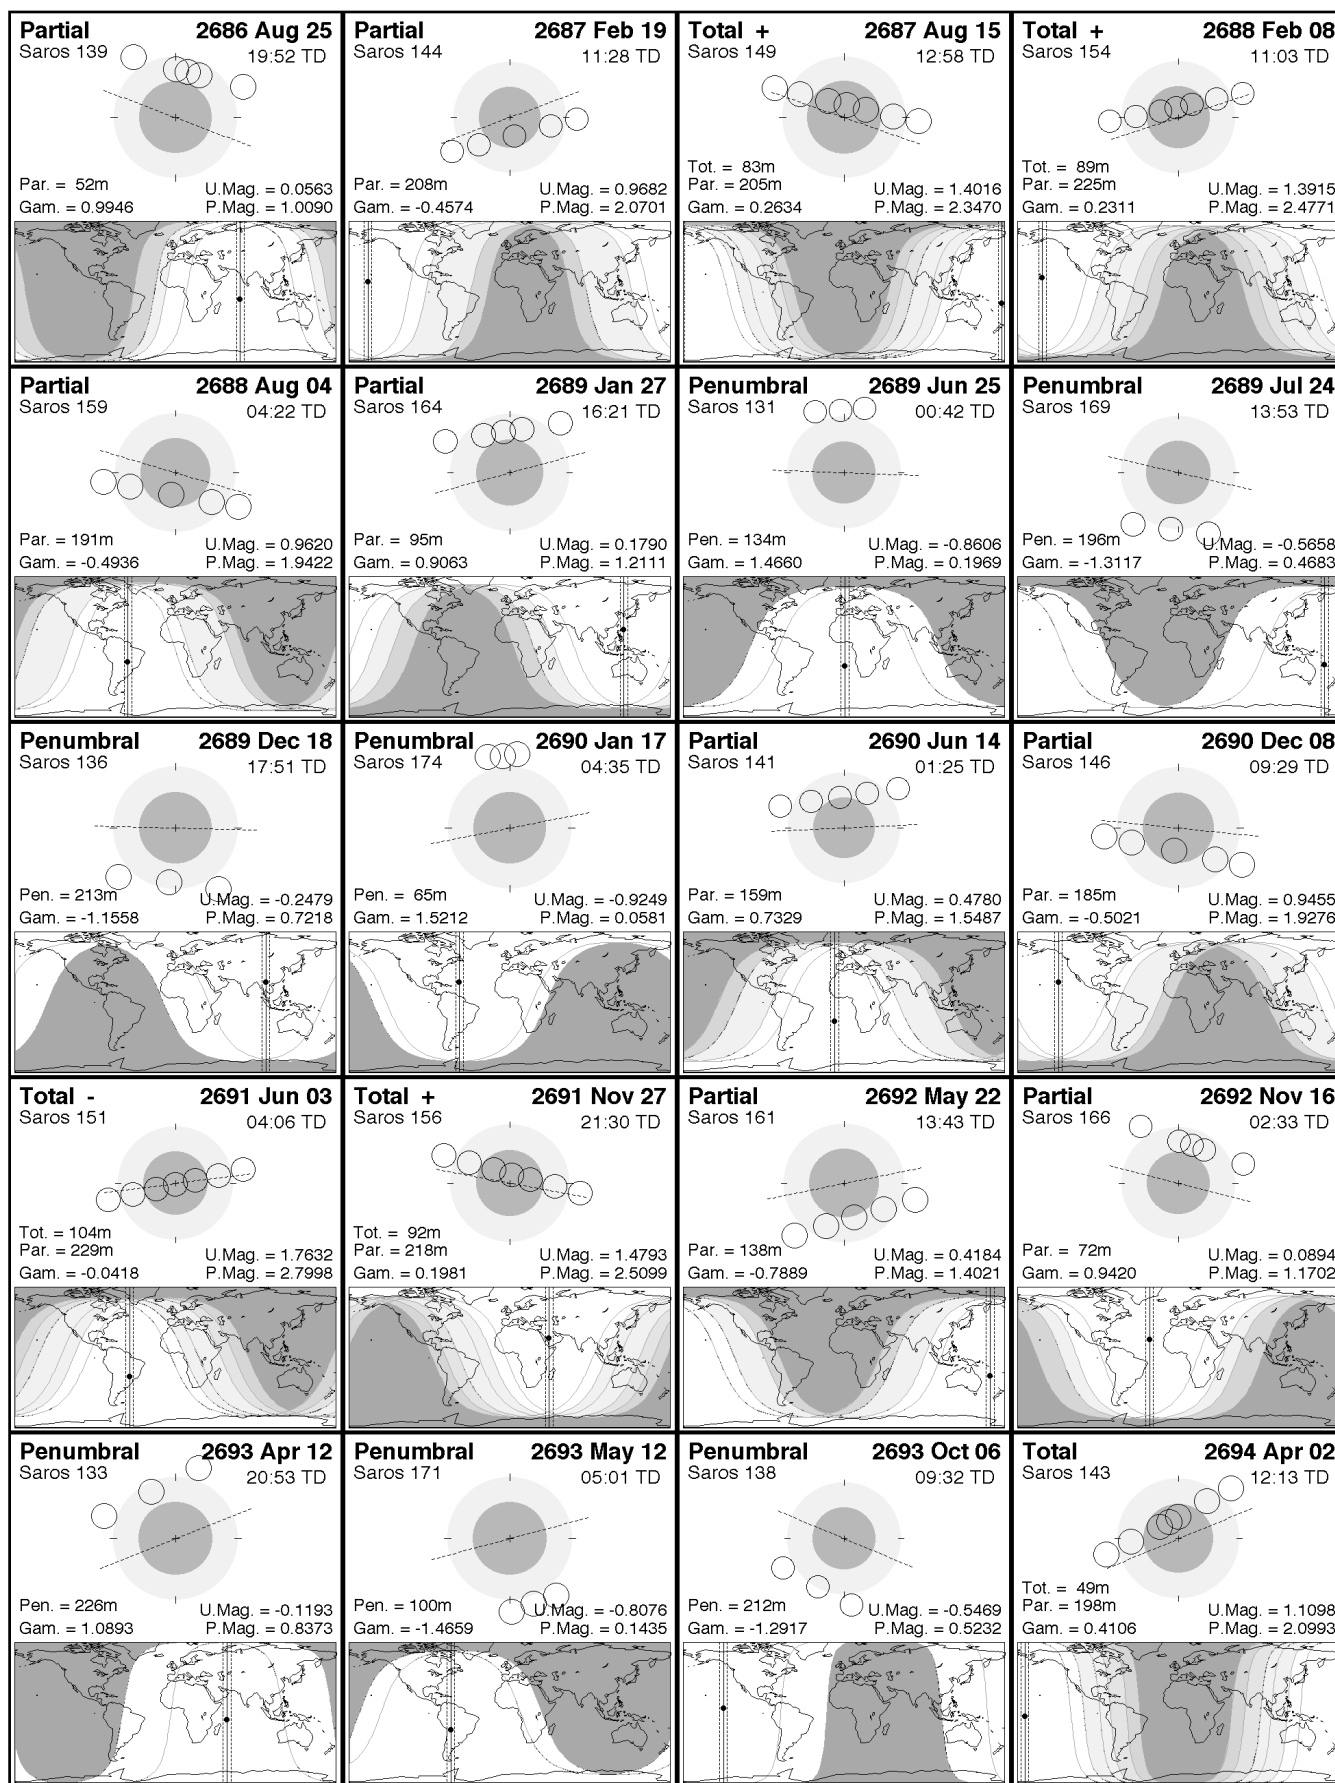 Partial 2686 Aug 25
Saros 139 19:52 TD
Par. = 52m U.Mag. = 0.0563
Gam. = 0.9946 P.Mag. = 1.0090
Partial 2687 Feb 19
Saros 144 11:28 TD
Par. = 208m U.Mag. = 0.9682
Gam. = -0.4574 P.Mag. = 2.0701
Total + 2687 Aug 15
Saros 149 12:58 TD
Tot. = 83m
Par. = 205m U.Mag. = 1.4016
Gam. = 0.2634 P.Mag. = 2.3470
Total + 2688 Feb 08
Saros 154 11:03 TD
Tot. = 89m
Par. = 225m U.Mag. = 1.3915
Gam. = 0.2311 P.Mag. = 2.4771
Partial 2688 Aug 04
Saros 159 04:22 TD
Par. = 191m U.Mag. = 0.9620
Gam. = -0.4936 P.Mag. = 1.9422
Partial 2689 Jan 27
Saros 164 16:21 TD
Par. = 95m U.Mag. = 0.1790
Gam. = 0.9063 P.Mag. = 1.2111
Penumbral 2689 Jun 25
Saros 131 00:42 TD
Pen. = 134m U.Mag. = -0.8606
Gam. = 1.4660 P.Mag. = 0.1969
Penumbral 2689 Jul 24
Saros 169 13:53 TD
Pen. = 196m U.Mag. = -0.5658
Gam. = -1.3117 P.Mag. = 0.4683
Penumbral 2689 Dec 18
Saros 136 17:51 TD
Pen. = 213m U.Mag. = -0.2479
Gam. = -1.1558 P.Mag. = 0.7218
Penumbral 2690 Jan 17
Saros 174 04:35 TD
Pen. = 65m U.Mag. = -0.9249
Gam. = 1.5212 P.Mag. = 0.0581
Partial 2690 Jun 14
Saros 141 01:25 TD
Par. = 159m U.Mag. = 0.4780
Gam. = 0.7329 P.Mag. = 1.5487
Partial 2690 Dec 08
Saros 146 09:29 TD
Par. = 185m U.Mag. = 0.9455
Gam. = -0.5021 P.Mag. = 1.9276
Total - 2691 Jun 03
Saros 151 04:06 TD
Tot. = 104m
Par. = 229m U.Mag. = 1.7632
Gam. = -0.0418 P.Mag. = 2.7998
Total + 2691 Nov 27
Saros 156 21:30 TD
Tot. = 92m
Par. = 218m U.Mag. = 1.4793
Gam. = 0.1981 P.Mag. = 2.5099
Partial 2692 May 22
Saros 161 13:43 TD
Par. = 138m U.Mag. = 0.4184
Gam. = -0.7889 P.Mag. = 1.4021
Partial 2692 Nov 16
Saros 166 02:33 TD
Par. = 72m U.Mag. = 0.0894
Gam. = 0.9420 P.Mag. = 1.1702
Penumbral 2693 Apr 12
Saros 133 20:53 TD
Pen. = 226m U.Mag. = -0.1193
Gam. = 1.0893 P.Mag. = 0.8373
Penumbral 2693 May 12
Saros 171 05:01 TD
Pen. = 100m U.Mag. = -0.8076
Gam. = -1.4659 P.Mag. = 0.1435
Penumbral 2693 Oct 06
Saros 138 09:32 TD
Pen. = 212m U.Mag. = -0.5469
Gam. = -1.2917 P.Mag. = 0.5232
Total 2694 Apr 02
Saros 143 12:13 TD
Tot. = 49m
Par. = 198m U.Mag. = 1.1098
Gam. = 0.4106 P.Mag. = 2.0993